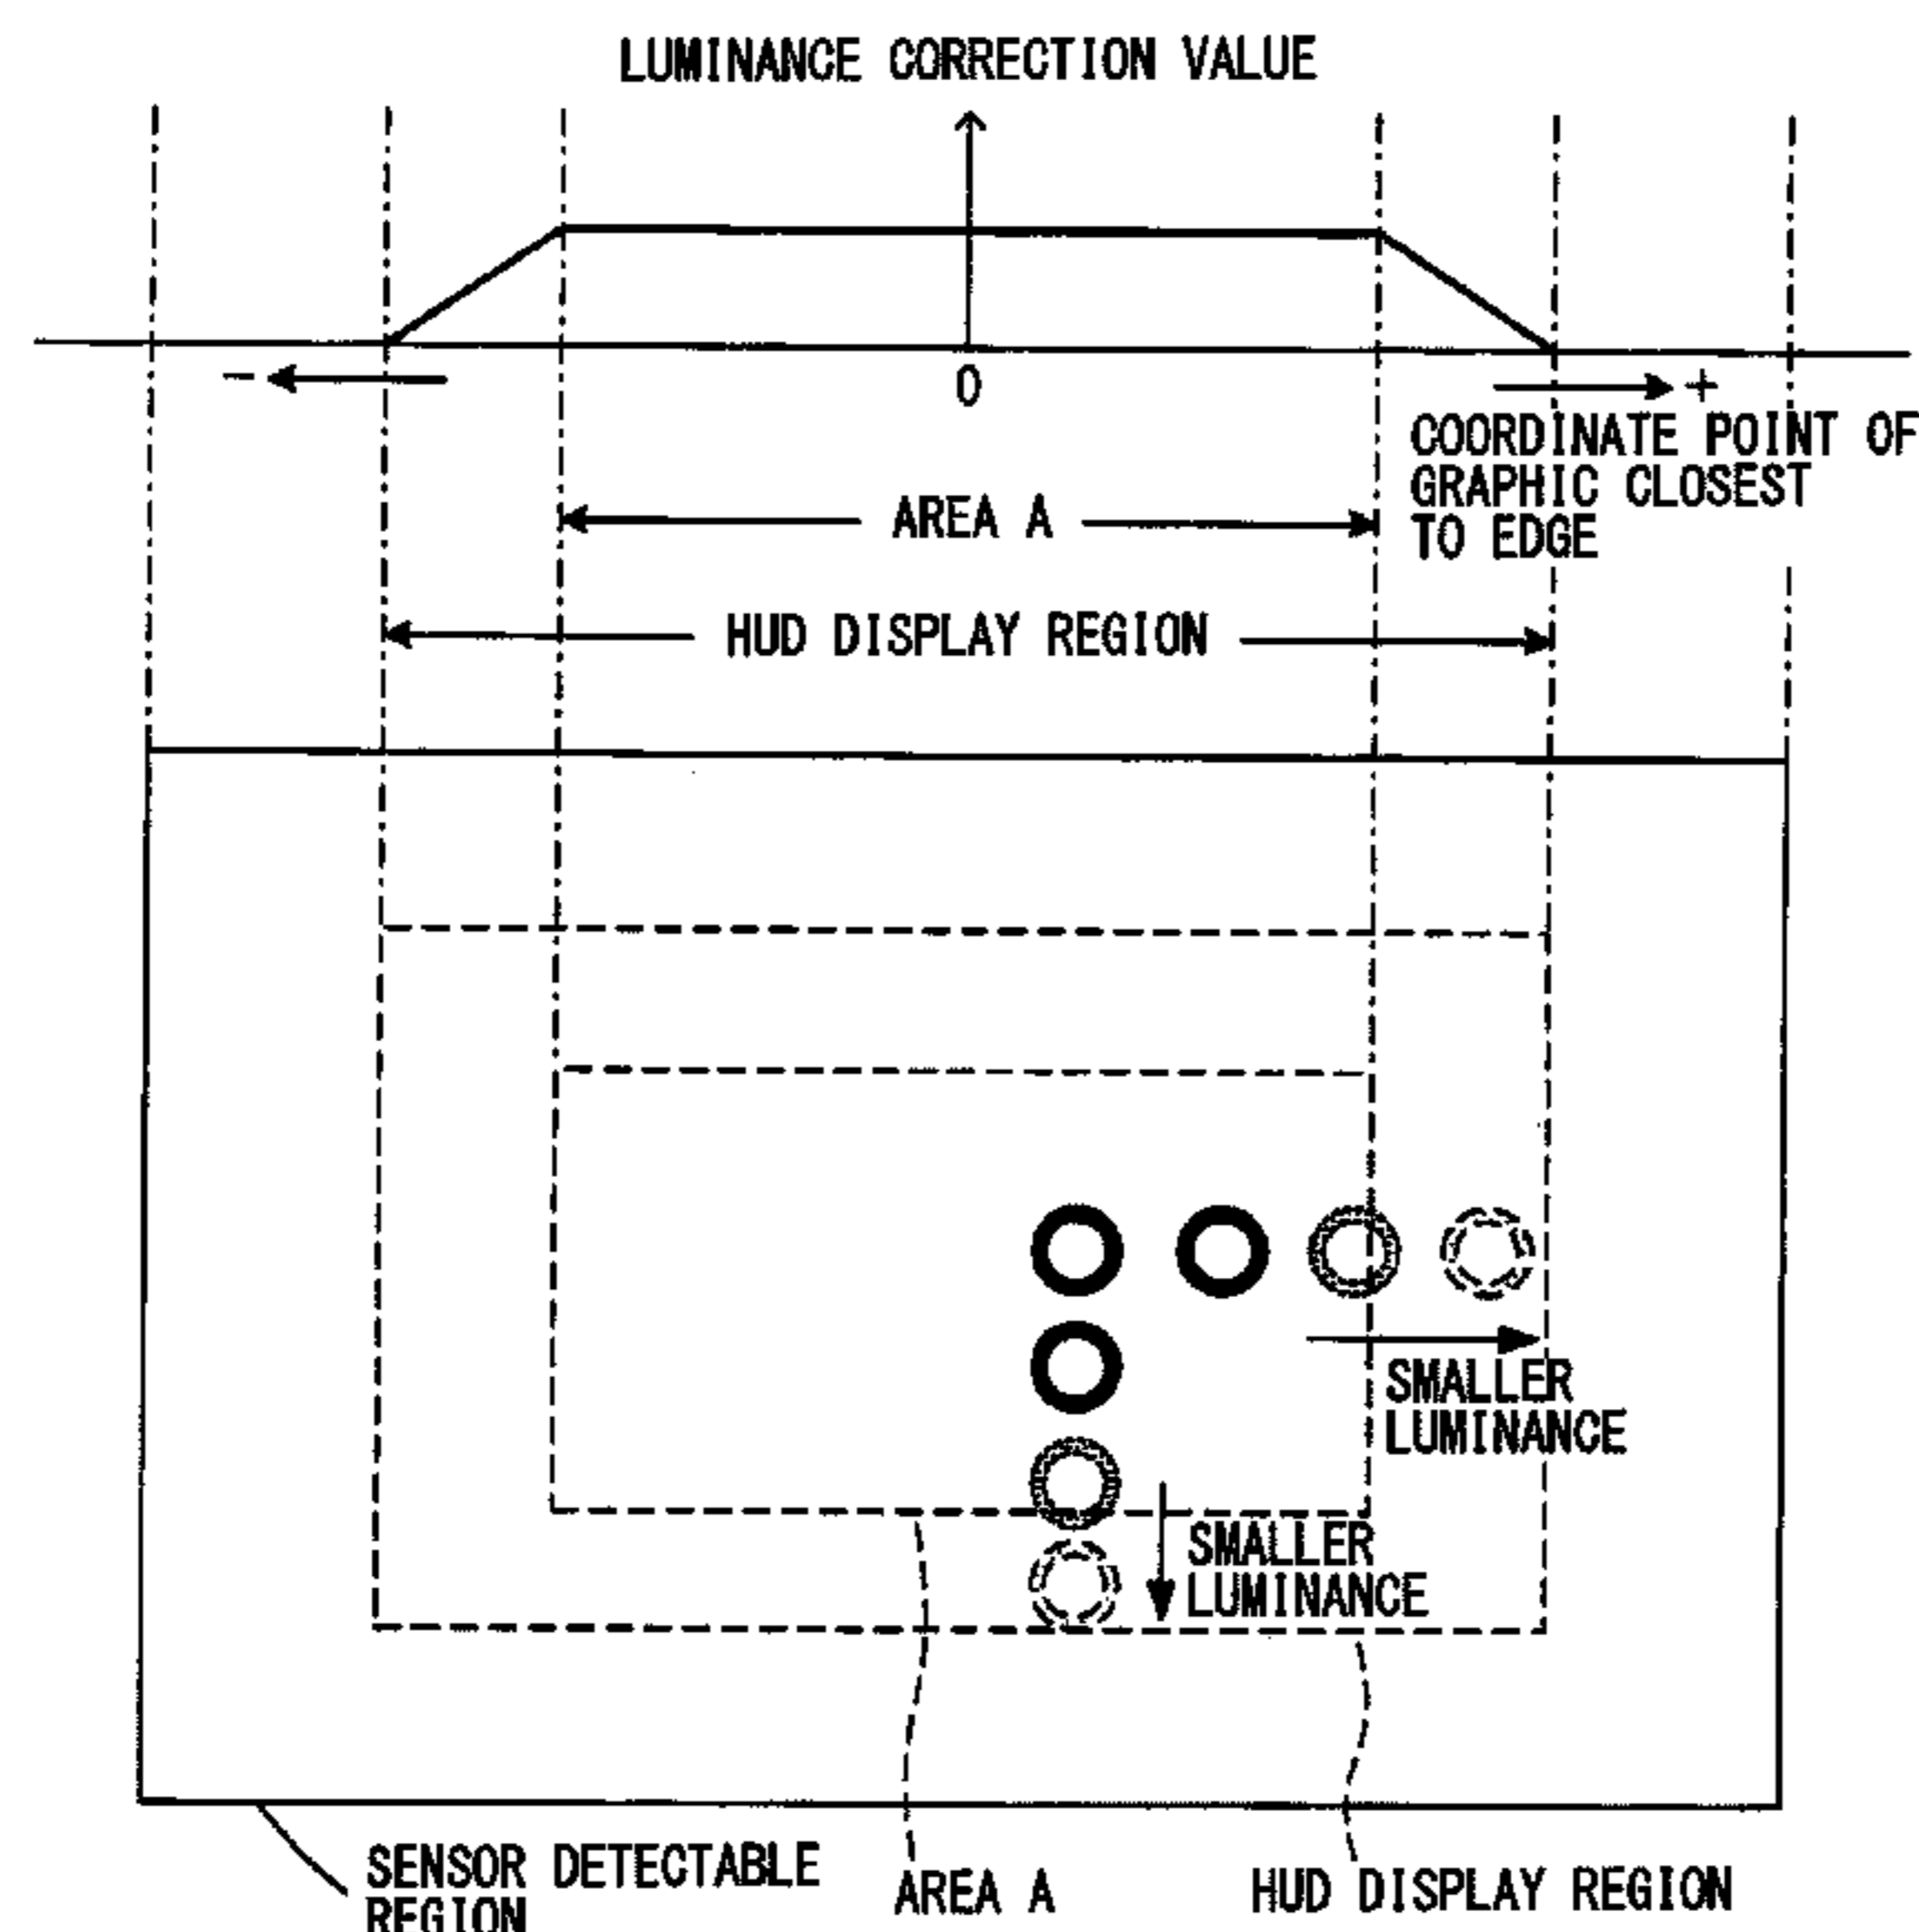 LUMINANCE CORRECTION VALUE
−
0
+
COORDINATE POINT OF
GRAPHIC CLOSEST
TO EDGE
AREA A
HUD DISPLAY REGION
SMALLER
LUMINANCE
SMALLER
LUMINANCE
SENSOR DETECTABLE
REGION
AREA A
HUD DISPLAY REGION